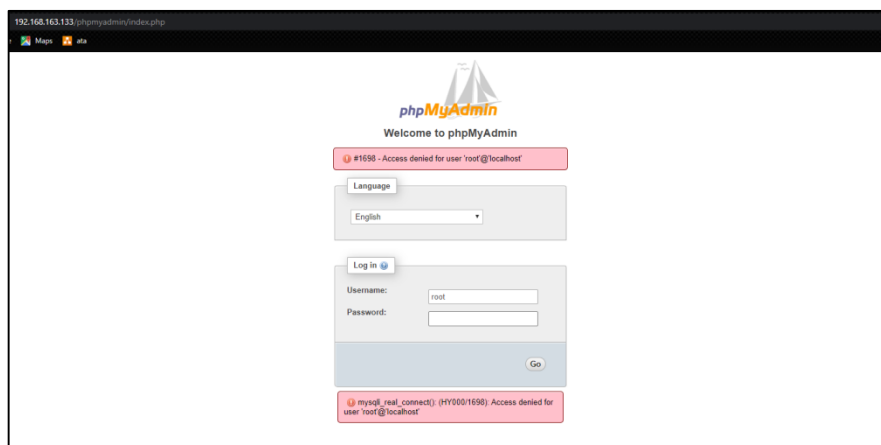 192.168.163.133/phpmyadmin/index.php
Maps ata
phpMyAdmin
Welcome to phpMyAdmin
#1698 - Access denied for user 'root'@'localhost'
Language
English
Log in
Username:
root
Password:
Go
mysqli_real_connect(): (HY000/1698): Access denied for
user 'root'@'localhost'